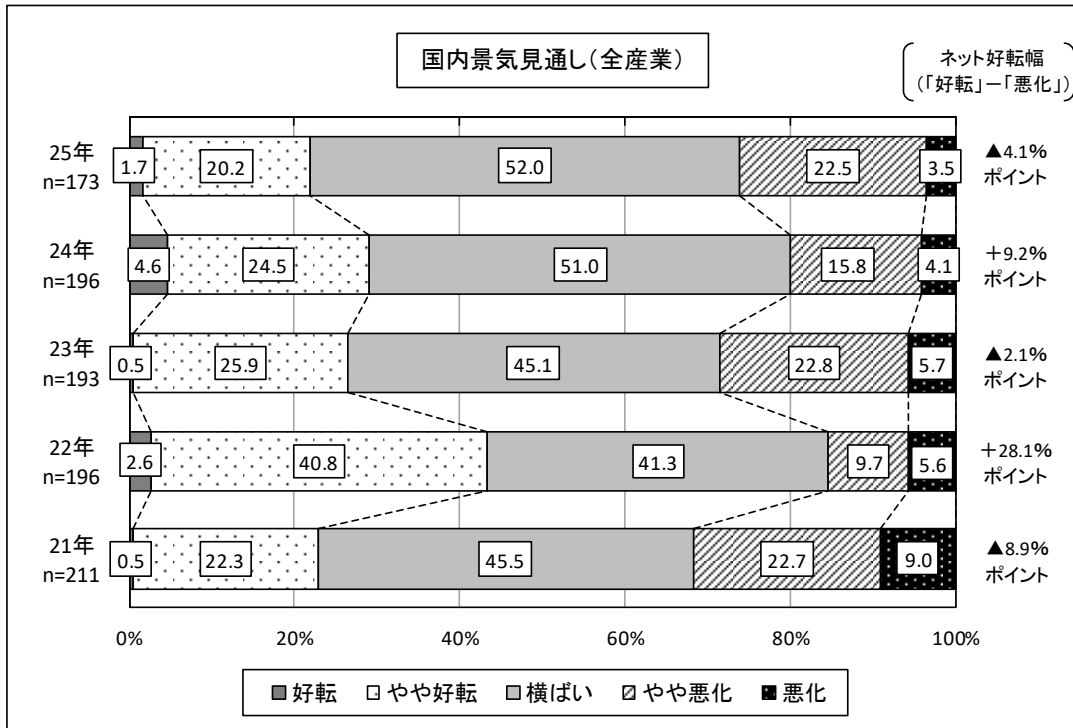 国内景気見通し(全産業)
ネット好転幅
(「好転」－「悪化」)
25年
n=173
1.7
20.2
52.0
22.5
3.5
▲4.1%
ポイント
24年
n=196
4.6
24.5
51.0
15.8
4.1
＋9.2%
ポイント
23年
n=193
0.5
25.9
45.1
22.8
5.7
▲2.1%
ポイント
22年
n=196
2.6
40.8
41.3
9.7
5.6
＋28.1%
ポイント
21年
n=211
0.5
22.3
45.5
22.7
9.0
▲8.9%
ポイント
0% 20% 40% 60% 80% 100%
好転 やや好転 横ばい やや悪化 悪化